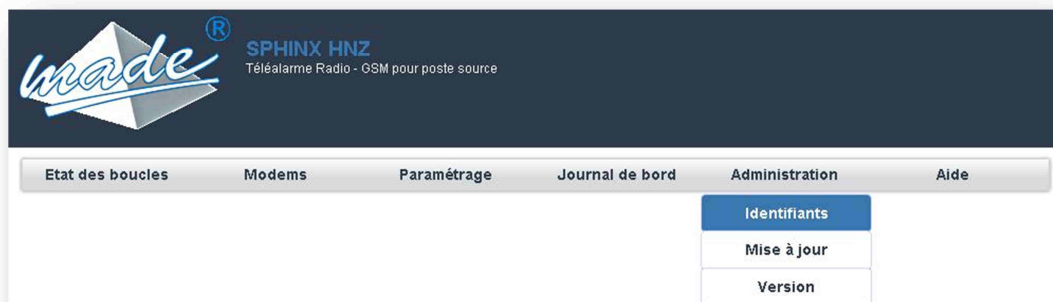 made®
SPHINX HNZ
Téléalarme Radio - GSM pour poste source
Etat des boucles Modems Paramétrage Journal de bord Administration Aide
Identifiants
Mise à jour
Version